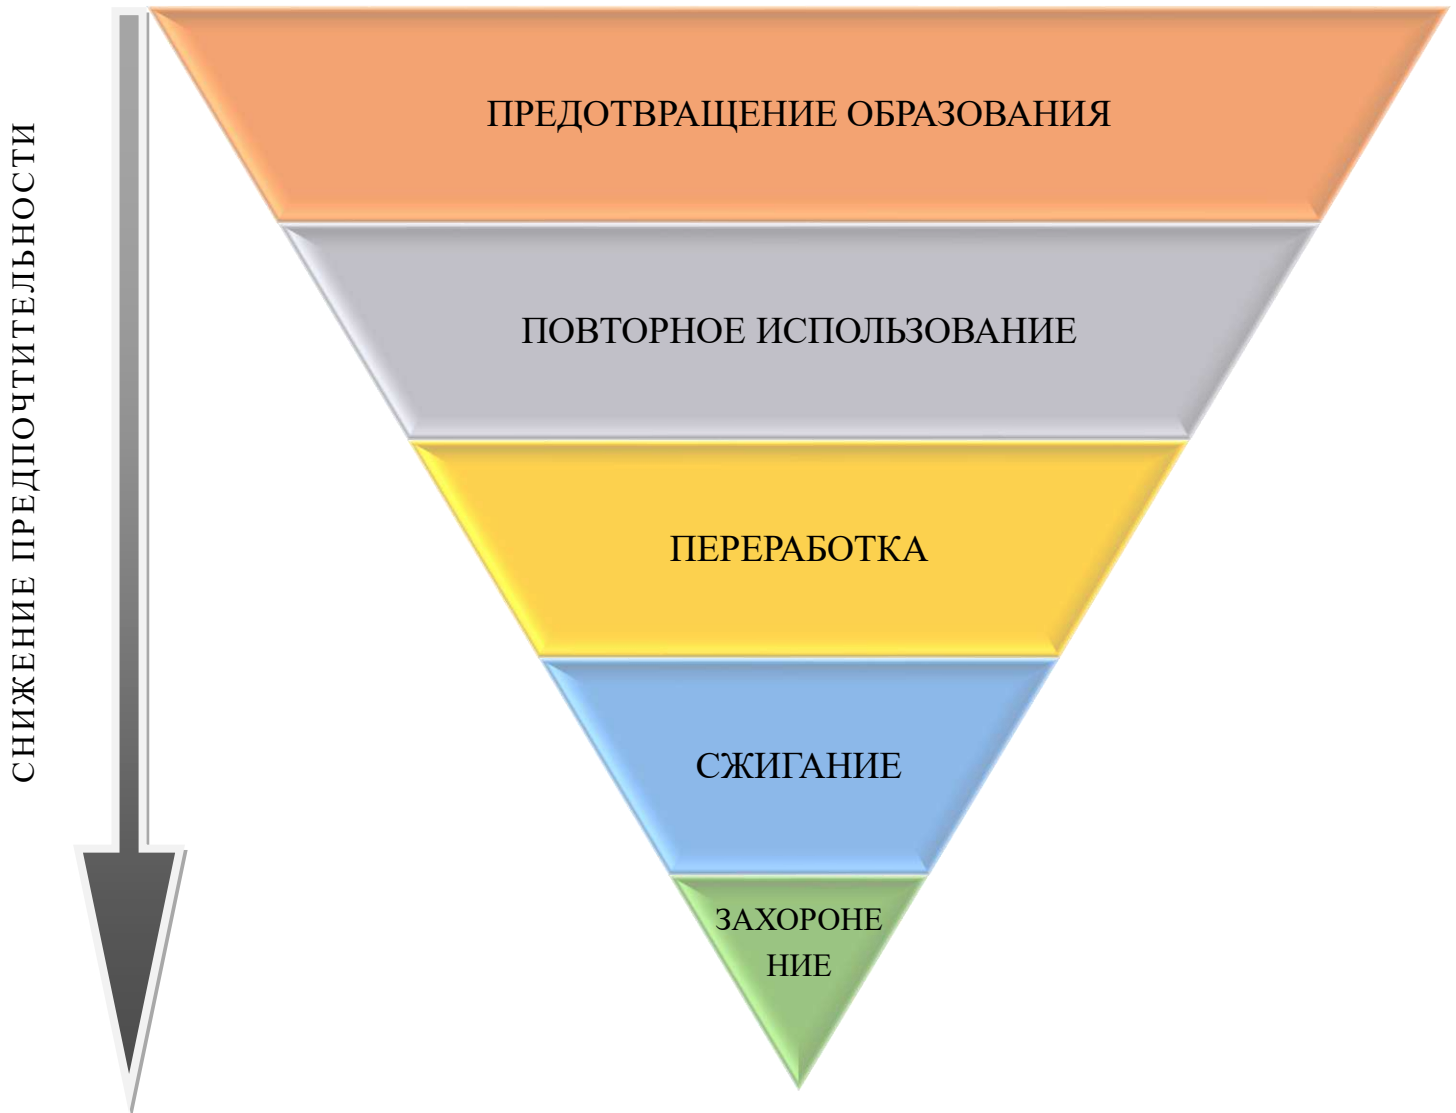 СНИЖЕНИЕ ПРЕДПОЧТИТЕЛЬНОСТИ
ПРЕДОТВРАЩЕНИЕ ОБРАЗОВАНИЯ
ПОВТОРНОЕ ИСПОЛЬЗОВАНИЕ
ПЕРЕРАБОТКА
СЖИГАНИЕ
ЗАХОРОНЕ
НИЕ